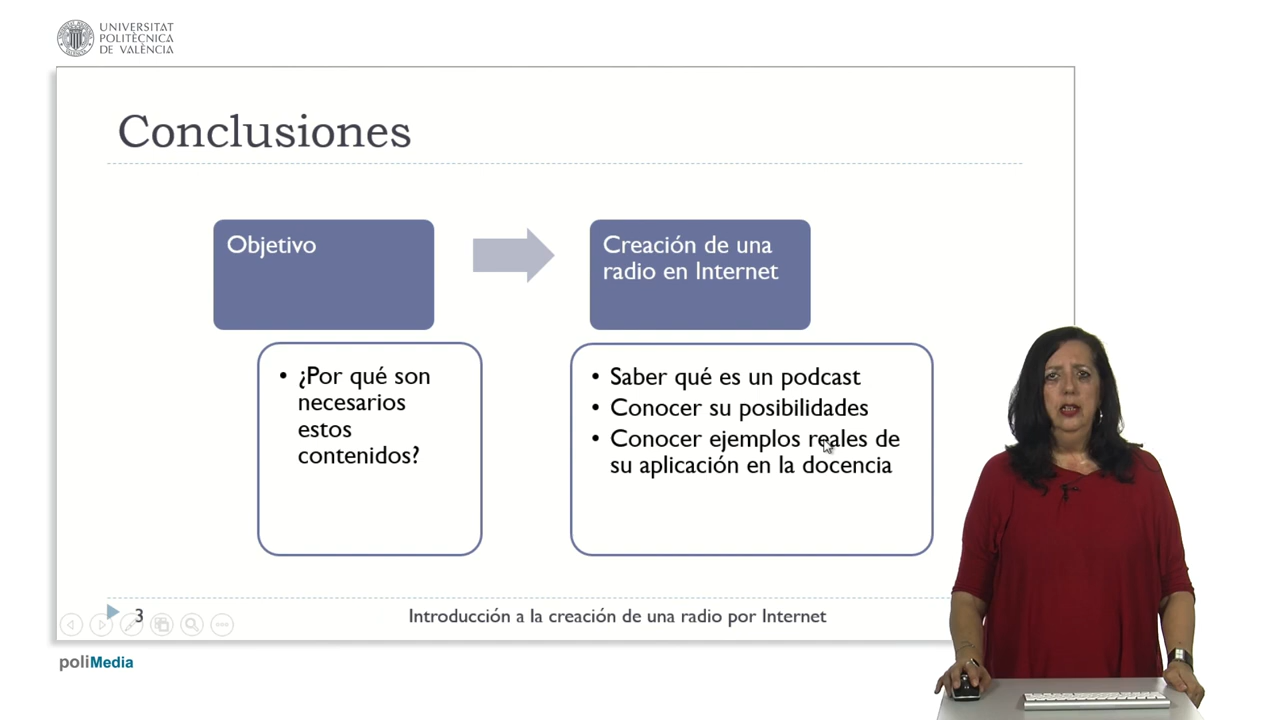 UNIVERSITAT
POLITÈCNICA
DE VALÈNCIA
Conclusiones
Objetivo
Creación de una
radio en Internet
• ¿Por qué son
necesarios
estos
contenidos?
• Saber qué es un podcast
• Conocer su posibilidades
• Conocer ejemplos reales de
su aplicación en la docencia
3
Introducción a la creación de una radio por Internet
poliMedia